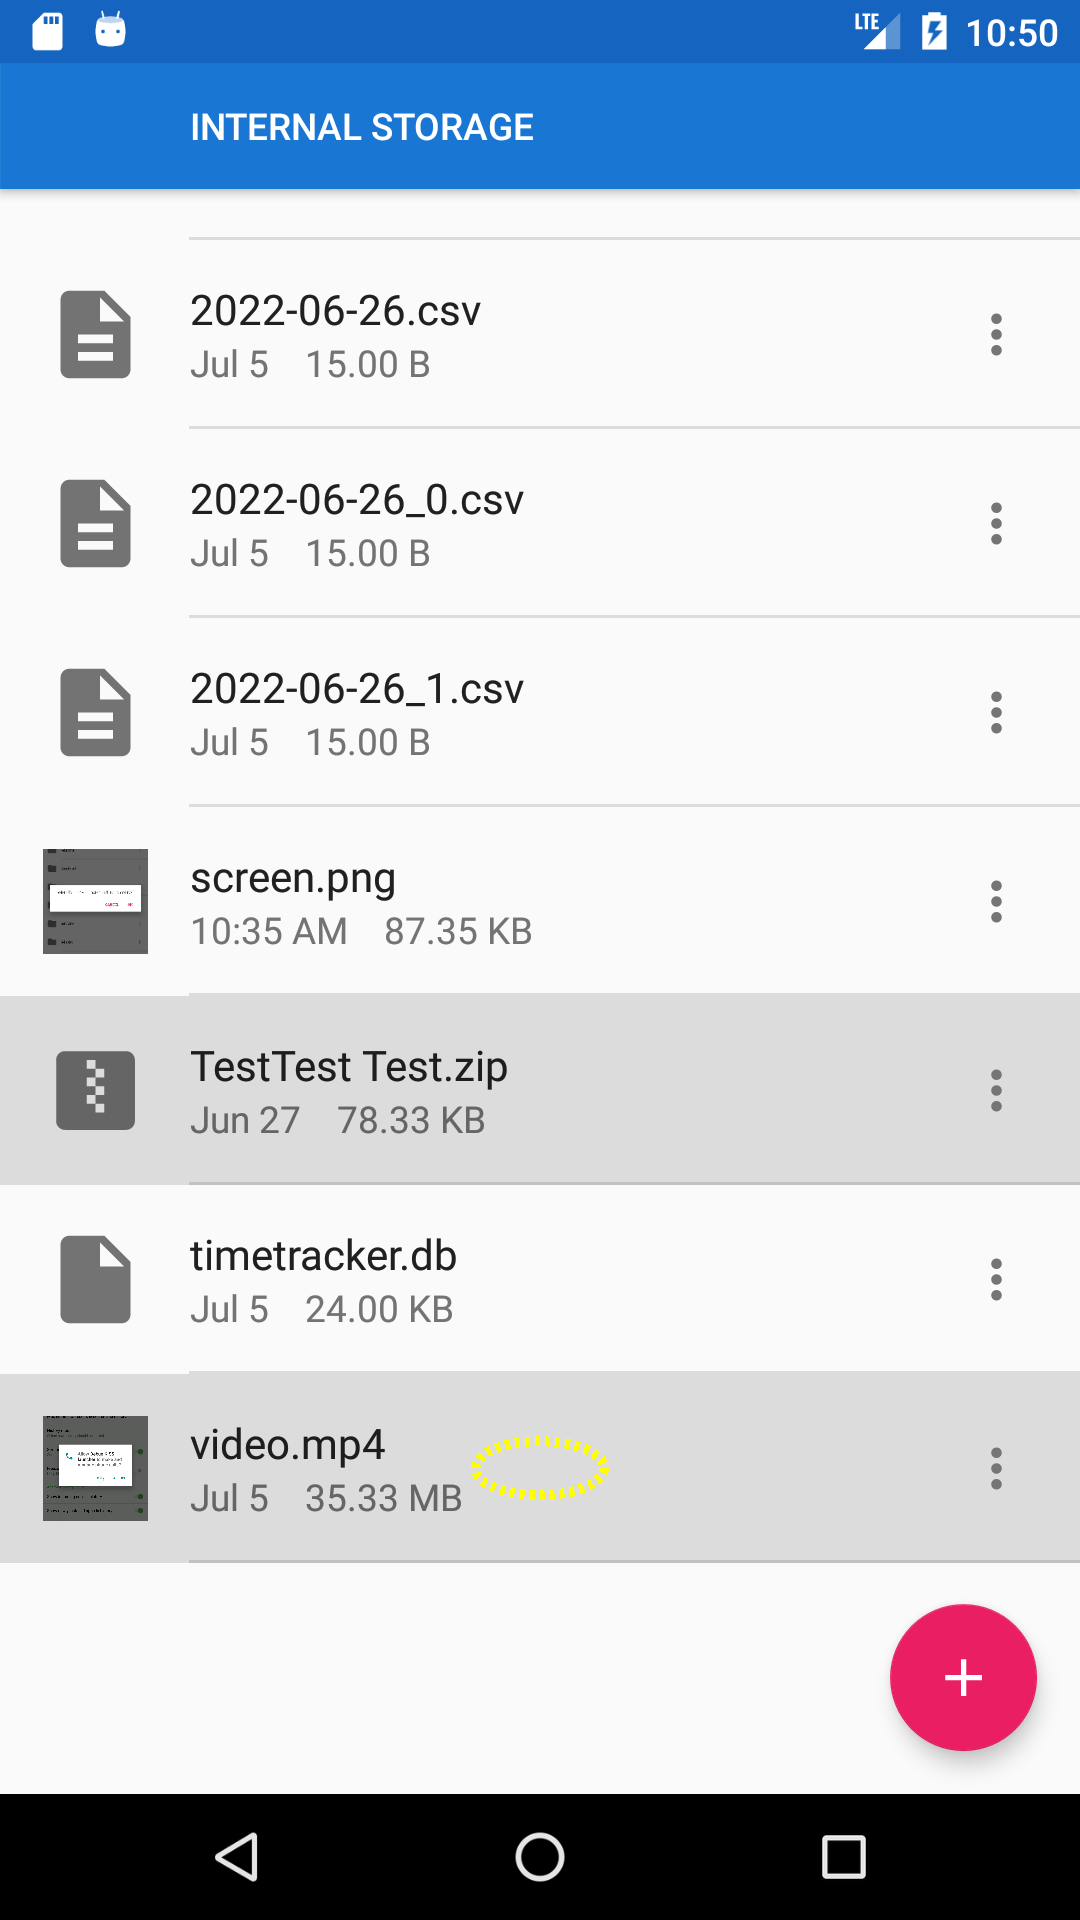 LTE 10:50
INTERNAL STORAGE
2022-06-26.csv
Jul 5 15.00 B
2022-06-26_0.csv
Jul 5 15.00 B
2022-06-26_1.csv
Jul 5 15.00 B
screen.png
10:35 AM 87.35 KB
TestTest Test.zip
Jun 27 78.33 KB
timetracker.db
Jul 5 24.00 KB
video.mp4
Jul 5 35.33 MB